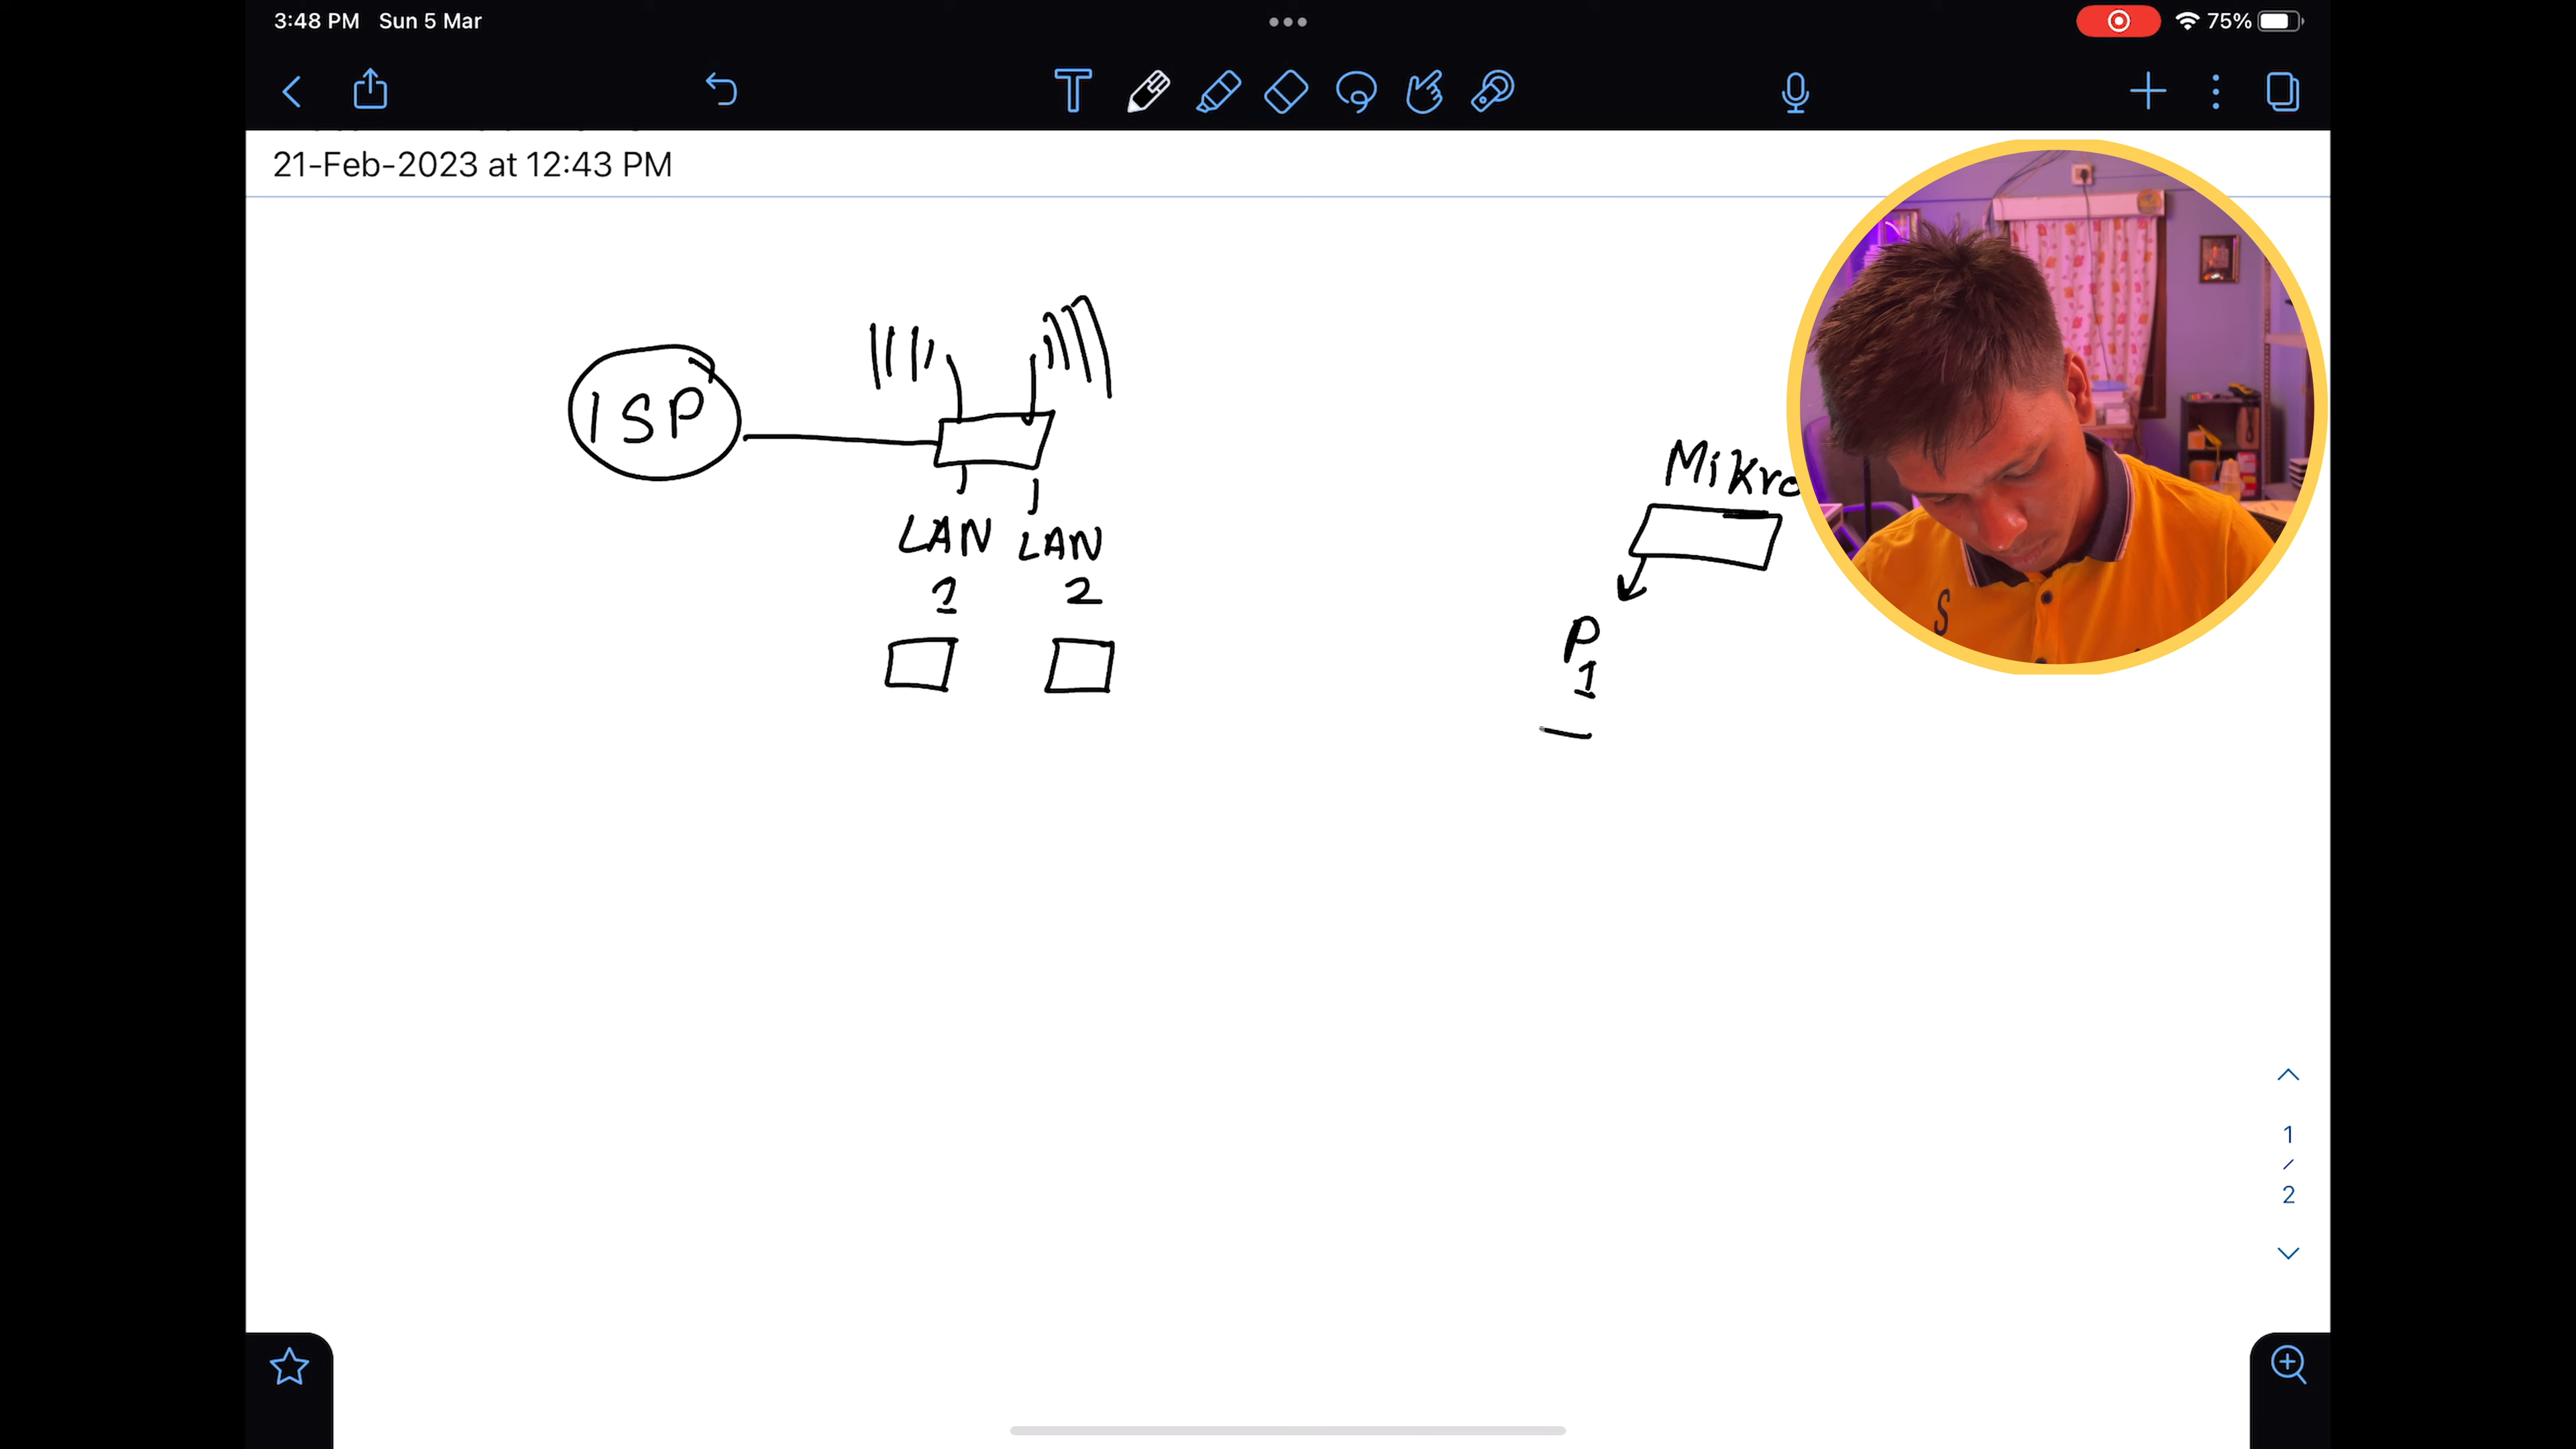 3:48 PM Sun 5 Mar
75%
T
21-Feb-2023 at 12:43 PM
ISP
LAN LAN
1 2
Mikro
P
1
S
1
/
2